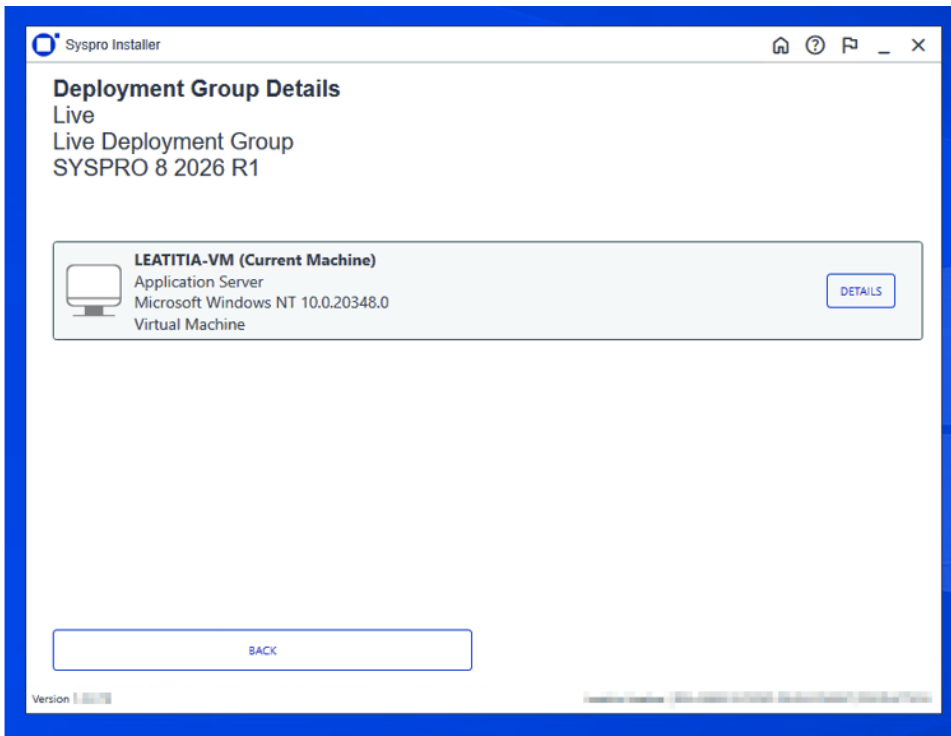 Syspro Installer
Deployment Group Details
Live
Live Deployment Group
SYSPRO 8 2026 R1
LEATITIA-VM (Current Machine)
Application Server
Microsoft Windows NT 10.0.20348.0
Virtual Machine
DETAILS
BACK
Version